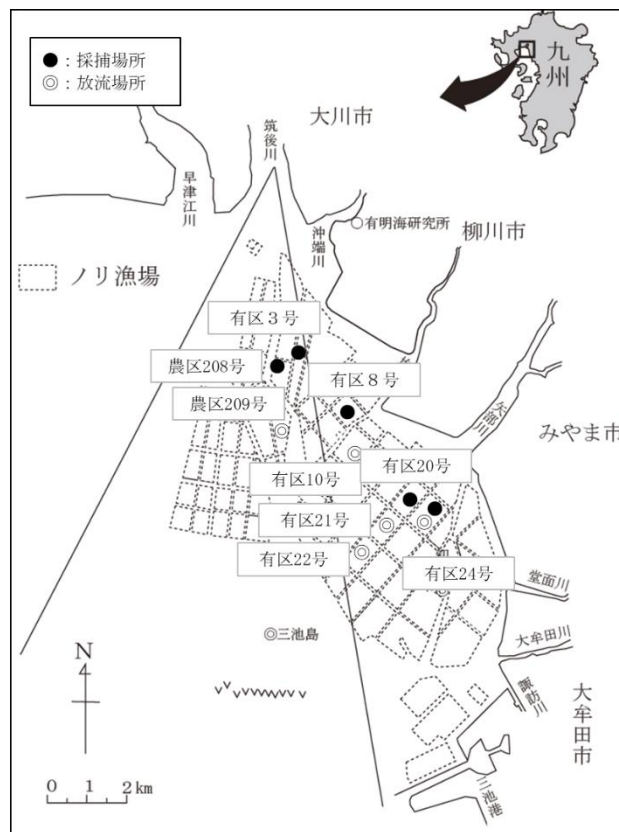 ●：採捕場所
◎：放流場所
九州
大川市
筑後川
早津江川
沖端川
○有明海研究所
柳川市
ノリ漁場
有区３号
農区208号
有区８号
農区209号
矢部川
みやま市
有区10号
有区20号
有区21号
有区22号
有区24号
堂面川
◎三池島
大牟田川
諏訪川
大牟田市
三池港
N
0 1 2km